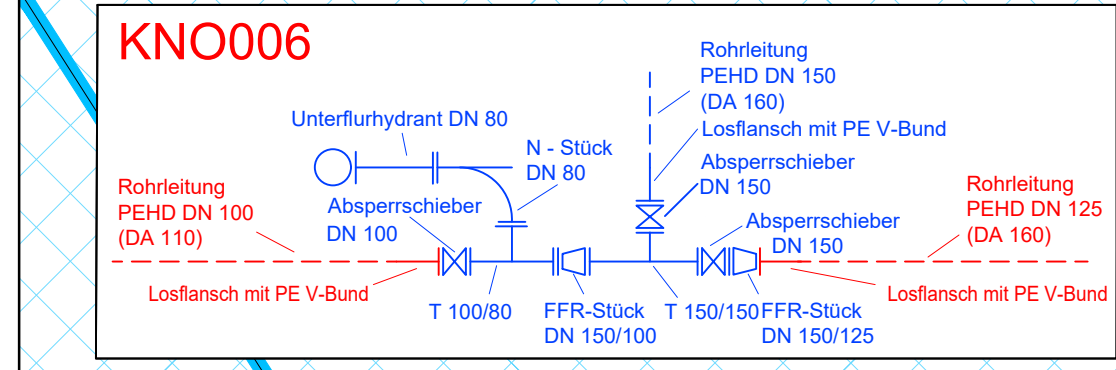 KNO006
Rohrleitung
PEHD DN 150
(DA 160)
Unterflurhydrant DN 80
Losflansch mit PE V-Bund
N - Stück
DN 80
Absperrschieber
DN 150
Rohrleitung
PEHD DN 100
(DA 110)
Absperrschieber
DN 100
Absperrschieber
DN 150
Rohrleitung
PEHD DN 125
(DA 160)
Losflansch mit PE V-Bund
T 100/80
FFR-Stück
DN 150/100
T 150/150
FFR-Stück
DN 150/125
Losflansch mit PE V-Bund